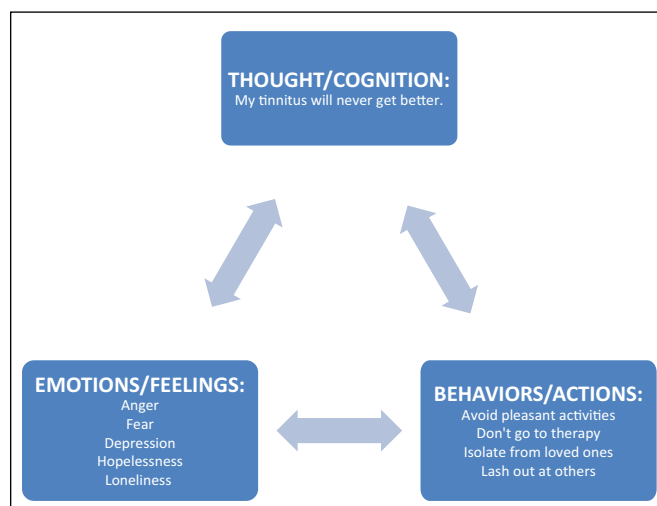 THOUGHT/COGNITION:
My tinnitus will never get better.
EMOTIONS/FEELINGS:
Anger
Fear
Depression
Hopelessness
Loneliness
BEHAVIORS/ACTIONS:
Avoid pleasant activities
Don't go to therapy
Isolate from loved ones
Lash out at others